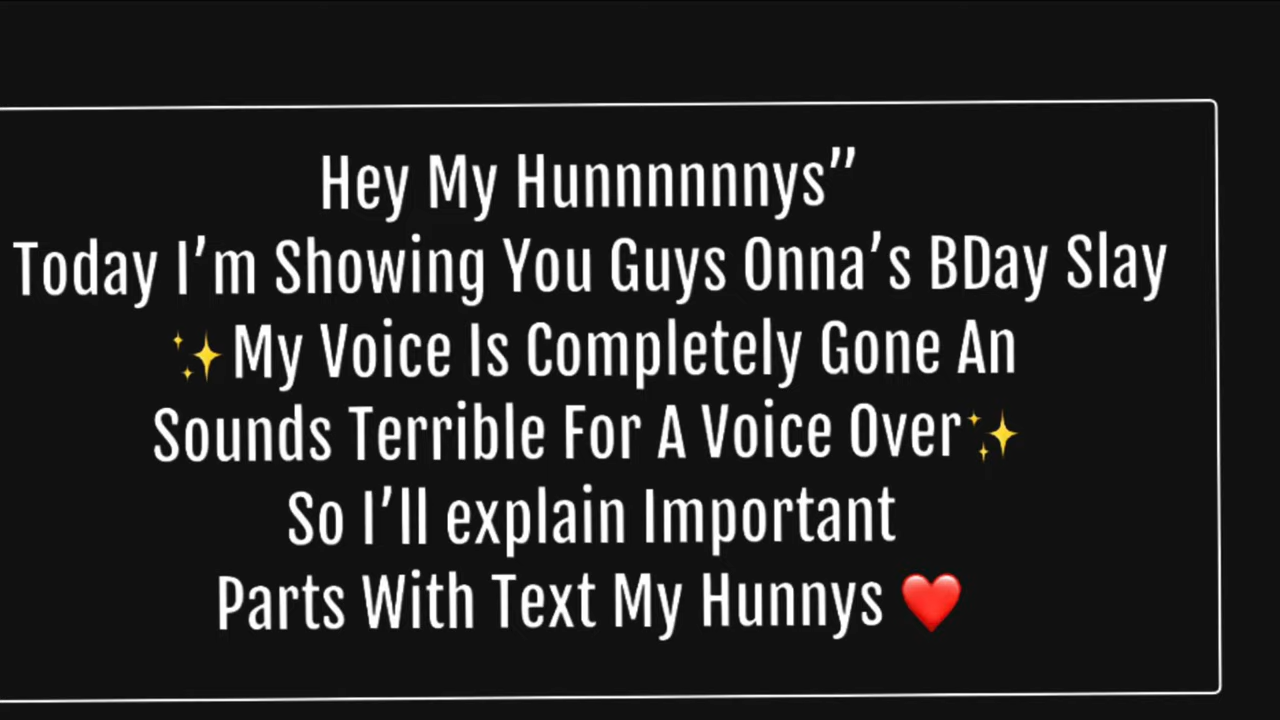 Hey My Hunnnnnnys”
Today I’m Showing You Guys Onna’s BDay Slay
✨My Voice Is Completely Gone An
Sounds Terrible For A Voice Over✨
So I’ll explain Important
Parts With Text My Hunnys ❤️